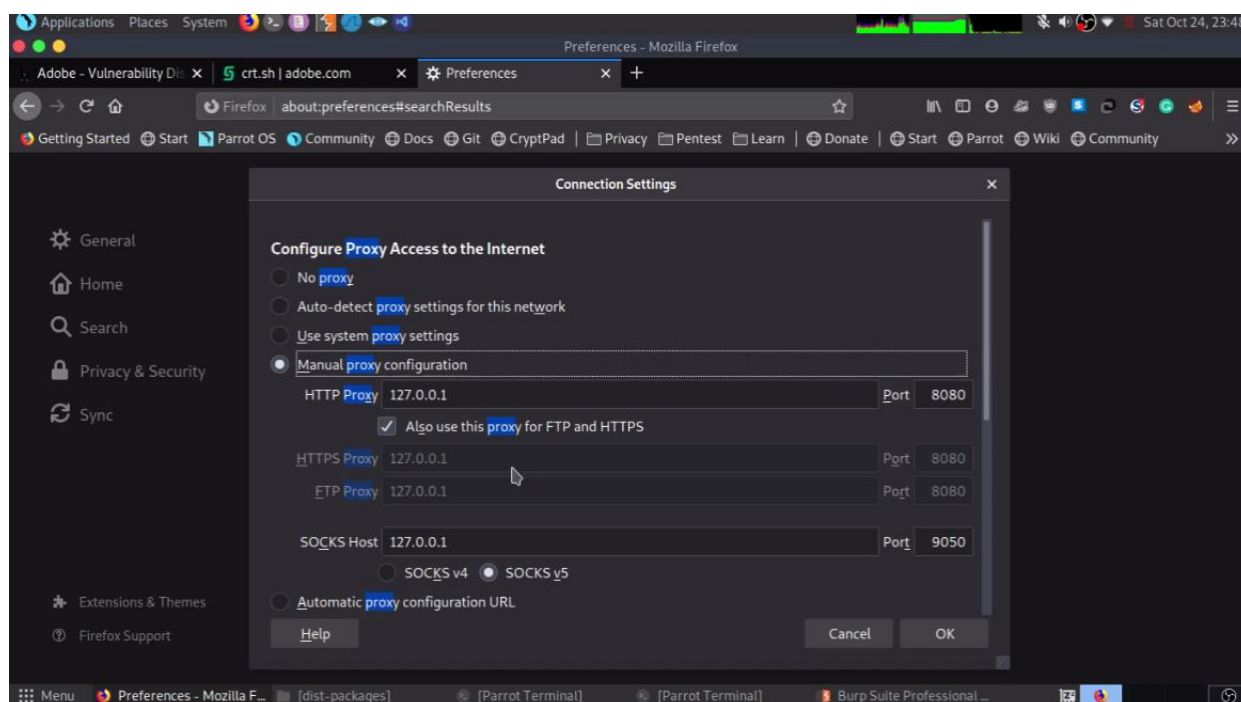 Applications Places System Sat Oct 24, 23:48
Preferences - Mozilla Firefox
Adobe - Vulnerability Dis crt.sh | adobe.com Preferences
Firefox about:preferences#searchResults
Getting Started Start Parrot OS Community Docs Git CryptPad Privacy Pentest Learn Donate Start Parrot Wiki Community
Connection Settings
General
Home
Search
Privacy & Security
Sync
Extensions & Themes
Firefox Support
Configure Proxy Access to the Internet
No proxy
Auto-detect proxy settings for this network
Use system proxy settings
Manual proxy configuration
HTTP Proxy 127.0.0.1 Port 8080
Also use this proxy for FTP and HTTPS
HTTPS Proxy 127.0.0.1 Port 8080
FTP Proxy 127.0.0.1 Port 8080
SOCKS Host 127.0.0.1 Port 9050
SOCKS v4 SOCKS v5
Automatic proxy configuration URL
Help Cancel OK
Menu Preferences - Mozilla F... [dist-packages] [Parrot Terminal] [Parrot Terminal] Burp Suite Professional ...